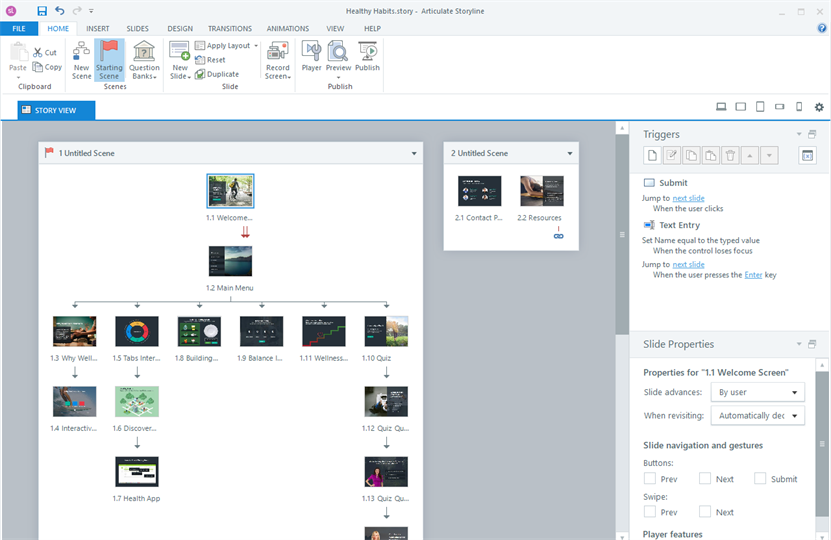 Healthy Habits.story - Articulate Storyline
FILE HOME INSERT SLIDES DESIGN TRANSITIONS ANIMATIONS VIEW HELP
Paste
Cut
Copy
Clipboard
New Scene
Starting Scene
Question Banks
Scenes
New Slide
Apply Layout
Reset
Duplicate
Slide
Record Screen
Player
Preview
Publish
Publish
STORY VIEW
1 Untitled Scene
1.1 Welcome...
1.2 Main Menu
1.3 Why Well... 1.5 Tabs Inter... 1.8 Building... 1.9 Balance I... 1.11 Wellness... 1.10 Quiz
1.4 Interactiv... 1.6 Discover... 1.12 Quiz Qu...
1.7 Health App 1.13 Quiz Qu...
2 Untitled Scene
2.1 Contact P... 2.2 Resources
Triggers
Submit
Jump to next slide
When the user clicks
Text Entry
Set Name equal to the typed value
When the control loses focus
Jump to next slide
When the user presses the Enter key
Slide Properties
Properties for "1.1 Welcome Screen"
Slide advances: By user
When revisiting: Automatically dec
Slide navigation and gestures
Buttons:
Prev Next Submit
Swipe:
Prev Next
Player features